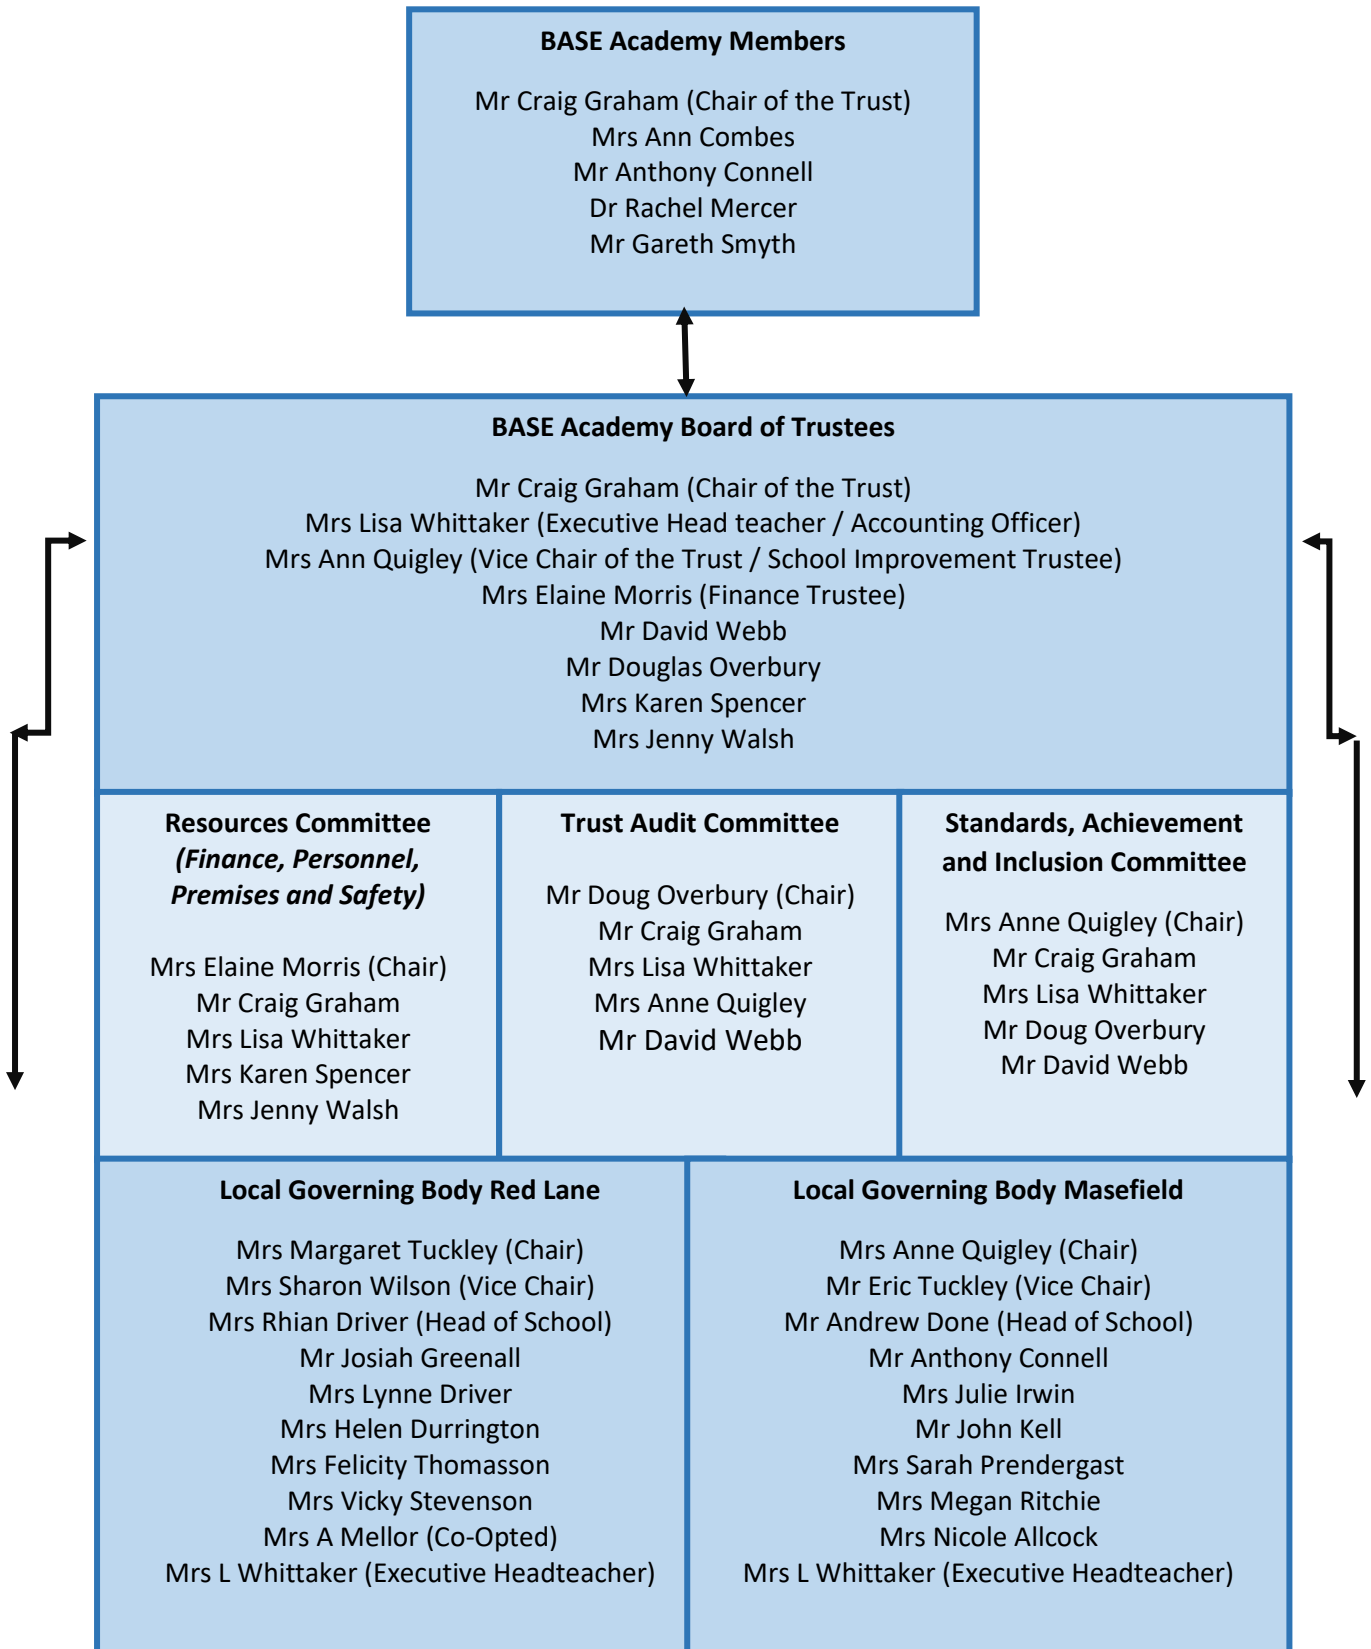 BASE Academy Members
Mr Craig Graham (Chair of the Trust)
Mrs Ann Combes
Mr Anthony Connell
Dr Rachel Mercer
Mr Gareth Smyth
BASE Academy Board of Trustees
Mr Craig Graham (Chair of the Trust)
Mrs Lisa Whittaker (Executive Head teacher / Accounting Officer)
Mrs Ann Quigley (Vice Chair of the Trust / School Improvement Trustee)
Mrs Elaine Morris (Finance Trustee)
Mr David Webb
Mr Douglas Overbury
Mrs Karen Spencer
Mrs Jenny Walsh
Resources Committee
(Finance, Personnel,
Premises and Safety)
Mrs Elaine Morris (Chair)
Mr Craig Graham
Mrs Lisa Whittaker
Mrs Karen Spencer
Mrs Jenny Walsh
Trust Audit Committee
Mr Doug Overbury (Chair)
Mr Craig Graham
Mrs Lisa Whittaker
Mrs Anne Quigley
Mr David Webb
Standards, Achievement
and Inclusion Committee
Mrs Anne Quigley (Chair)
Mr Craig Graham
Mrs Lisa Whittaker
Mr Doug Overbury
Mr David Webb
Local Governing Body Red Lane
Mrs Margaret Tuckley (Chair)
Mrs Sharon Wilson (Vice Chair)
Mrs Rhian Driver (Head of School)
Mr Josiah Greenall
Mrs Lynne Driver
Mrs Helen Durrington
Mrs Felicity Thomasson
Mrs Vicky Stevenson
Mrs A Mellor (Co-Opted)
Mrs L Whittaker (Executive Headteacher)
Local Governing Body Masefield
Mrs Anne Quigley (Chair)
Mr Eric Tuckley (Vice Chair)
Mr Andrew Done (Head of School)
Mr Anthony Connell
Mrs Julie Irwin
Mr John Kell
Mrs Sarah Prendergast
Mrs Megan Ritchie
Mrs Nicole Allcock
Mrs L Whittaker (Executive Headteacher)